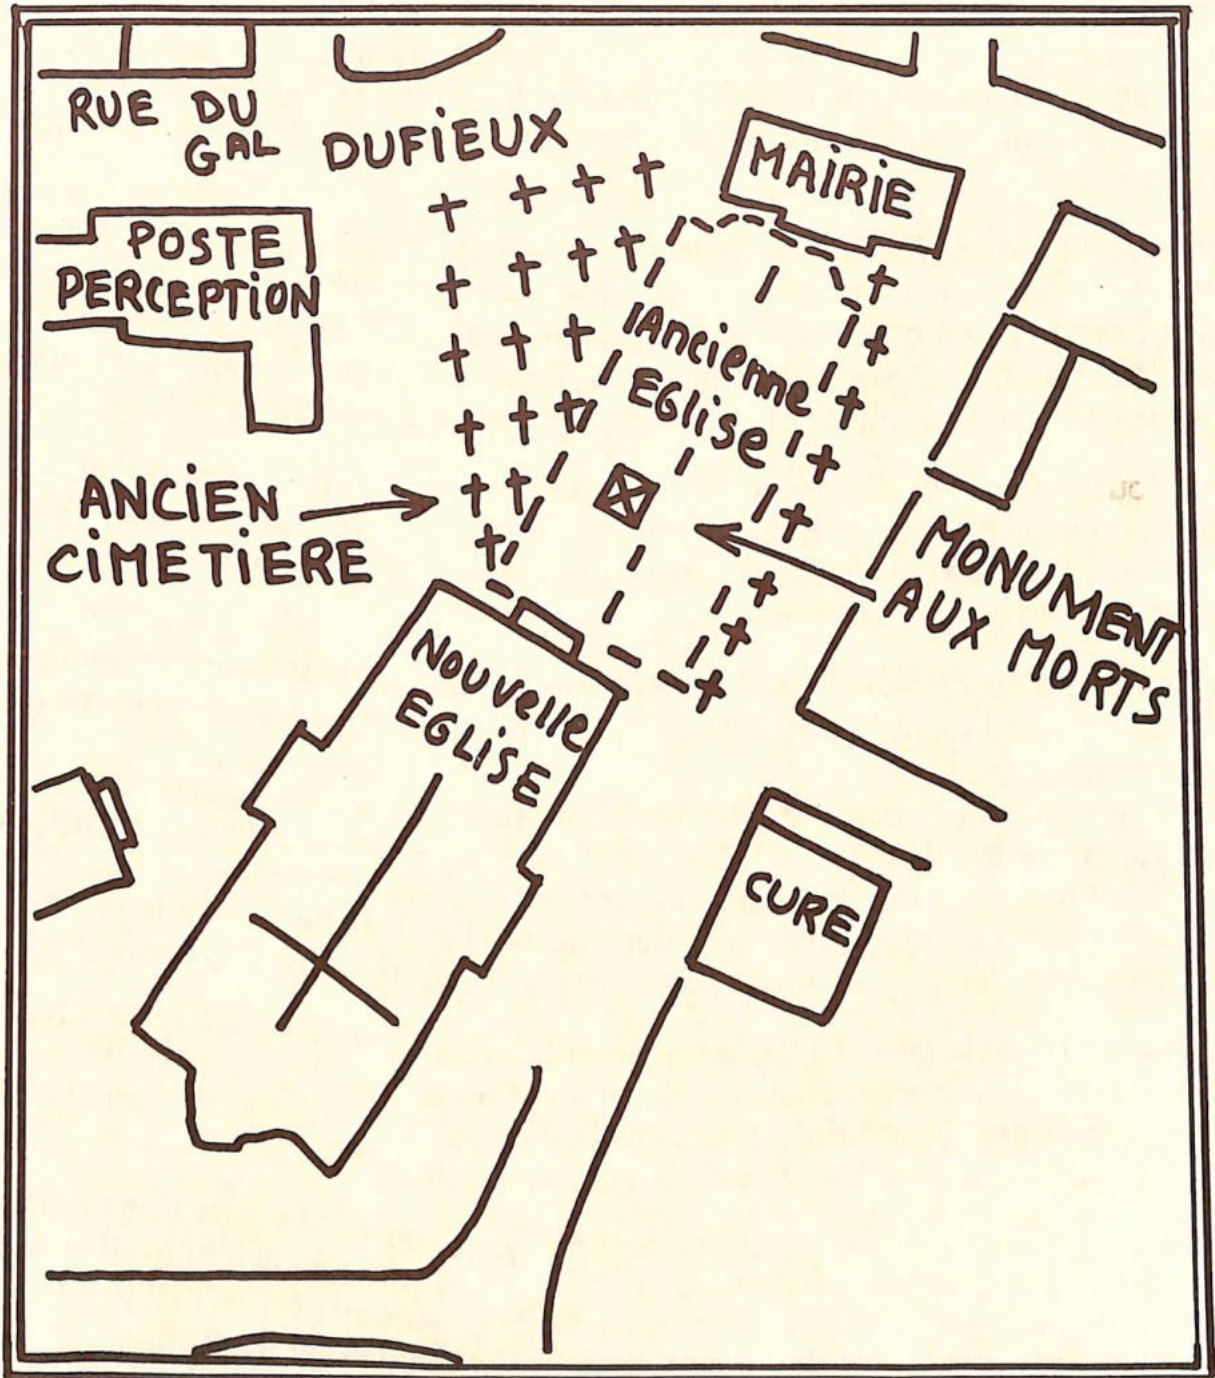 RUE DU
GAL DUFiEUX
MAiRiE
POSTE
PERCEPTiON
Ancienne
EGlise
ANCiEN
CiMETiERE
MONUMENT
AUX MORTS
NOUVelle
EGLiSE
CURE